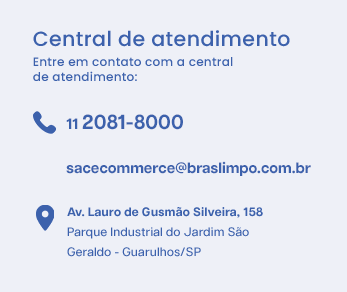 Central de atendimento
Entre em contato com a central
de atendimento:
11 2081-8000
sacecommerce@braslimpo.com.br
Av. Lauro de Gusmão Silveira, 158
Parque Industrial do Jardim São
Geraldo - Guarulhos/SP